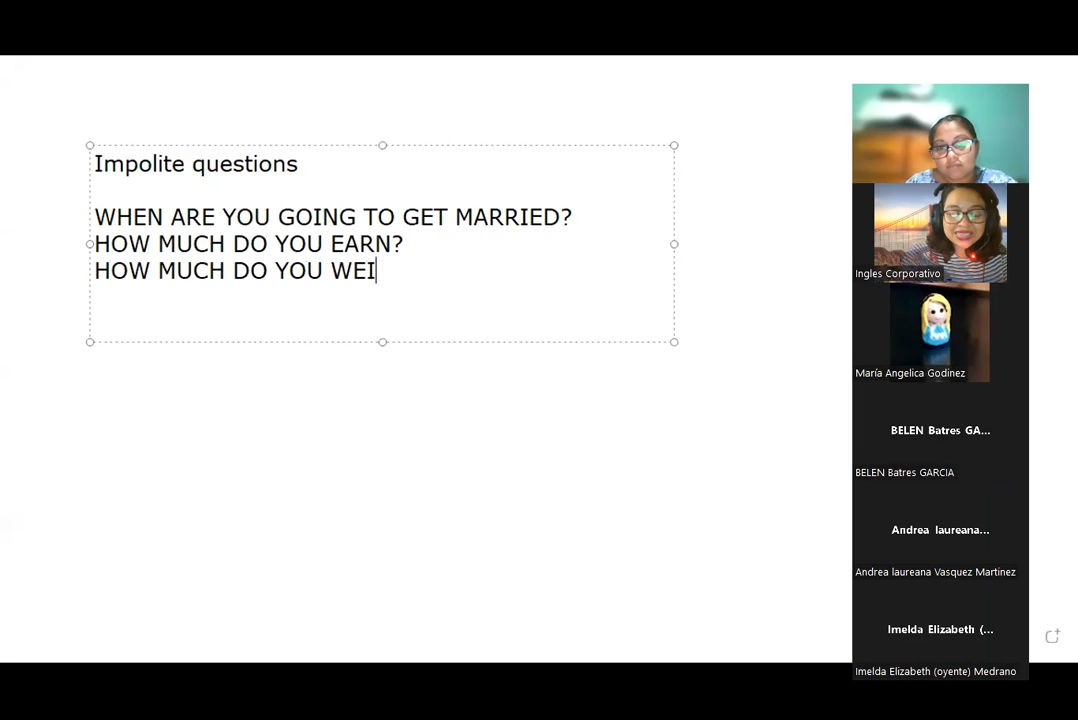 Impolite questions
WHEN ARE YOU GOING TO GET MARRIED?
HOW MUCH DO YOU EARN?
HOW MUCH DO YOU WEI
Ingles Corporativo
María Angelica Godinez
BELEN Batres GA...
BELEN Batres GARCIA
Andrea laureana...
Andrea laureana Vasquez Martinez
Imelda Elizabeth (...
Imelda Elizabeth (oyente) Medrano